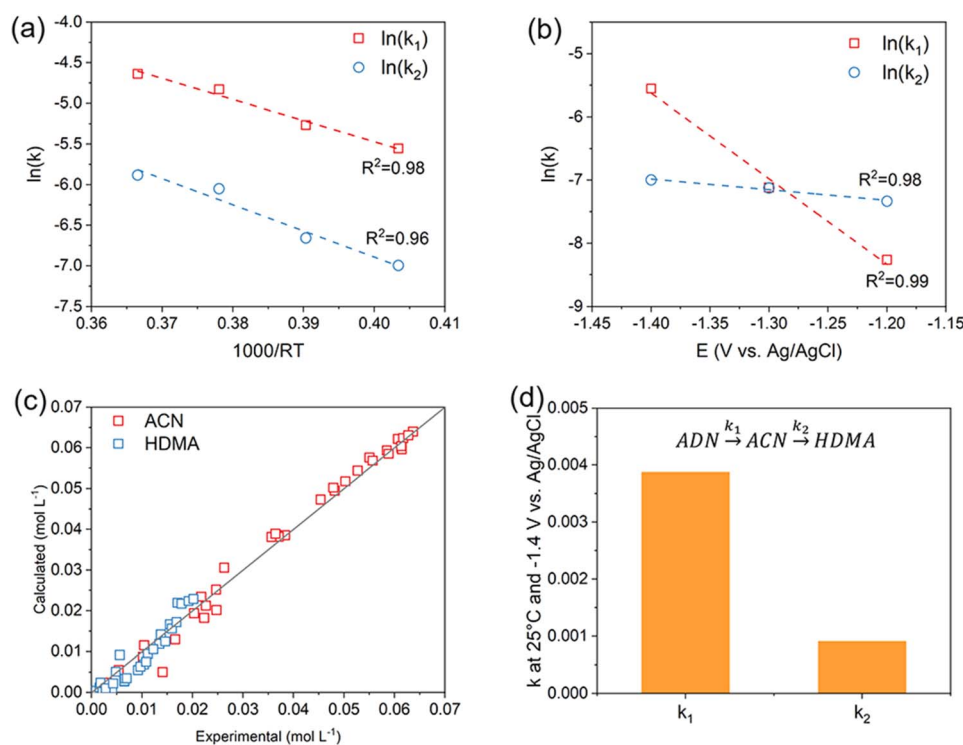 (a)
ln(k₁)
ln(k₂)
R²=0.98
R²=0.96
ln(k)
-4.0
-4.5
-5.0
-5.5
-6.0
-6.5
-7.0
-7.5
0.36 0.37 0.38 0.39 0.40 0.41
1000/RT
(b)
ln(k₁)
ln(k₂)
R²=0.98
R²=0.99
ln(k)
-5
-6
-7
-8
-9
-1.45 -1.40 -1.35 -1.30 -1.25 -1.20 -1.15
E (V vs. Ag/AgCl)
(c)
ACN
HDMA
Calculated (mol L⁻¹)
0.07
0.06
0.05
0.04
0.03
0.02
0.01
0.00
0.00 0.01 0.02 0.03 0.04 0.05 0.06 0.07
Experimental (mol L⁻¹)
(d)
ADN k₁→ ACN k₂→ HDMA
k at 25°C and -1.4 V vs. Ag/AgCl
0.005
0.004
0.003
0.002
0.001
0.000
k₁ k₂